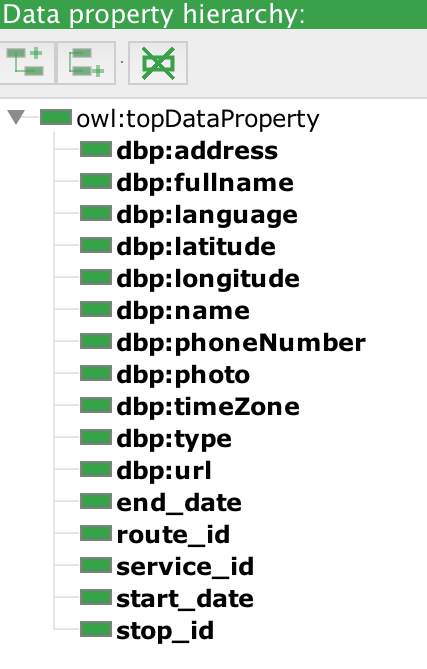 Data property hierarchy:
owl:topDataProperty
dbp:address
dbp:fullname
dbp:language
dbp:latitude
dbp:longitude
dbp:name
dbp:phoneNumber
dbp:photo
dbp:timeZone
dbp:type
dbp:url
end_date
route_id
service_id
start_date
stop_id